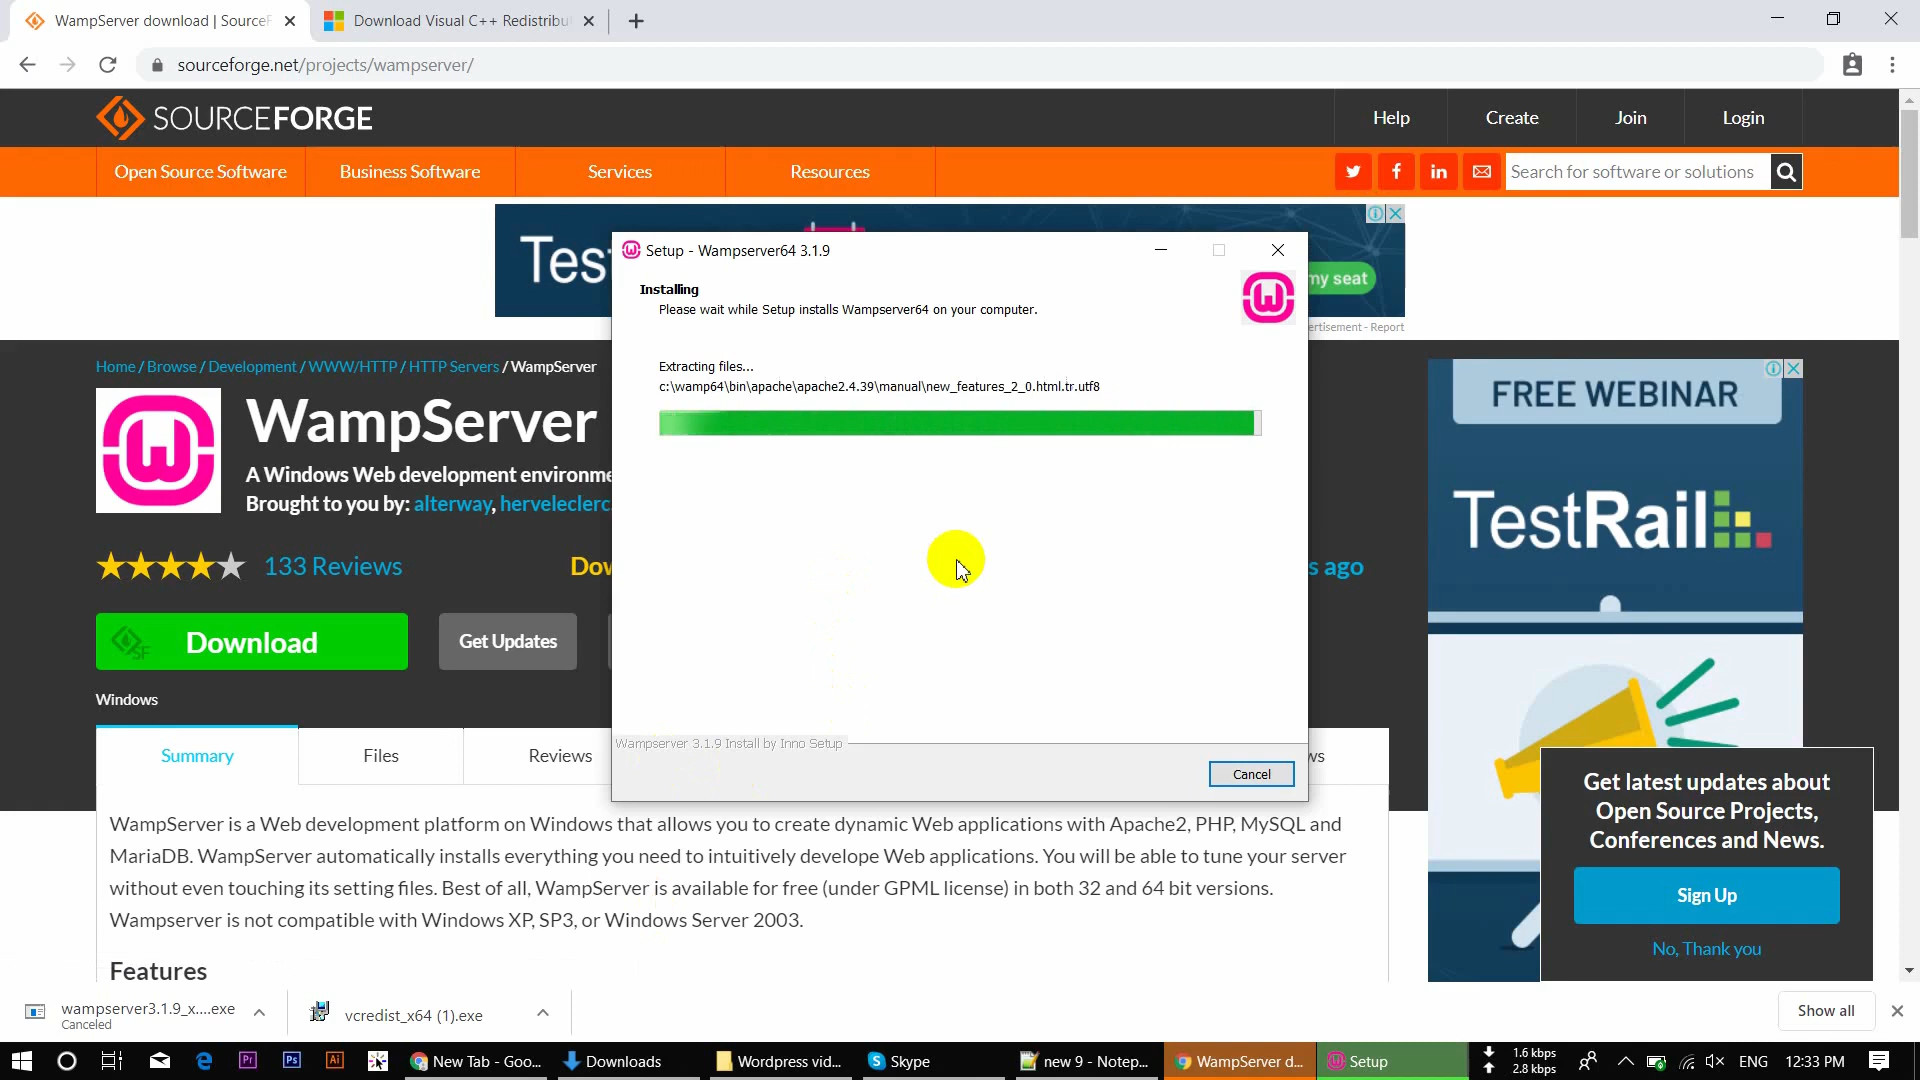 WampServer download | SourceF
Download Visual C++ Redistribu
sourceforge.net/projects/wampserver/
SOURCEFORGE
Help
Create
Join
Login
Open Source Software
Business Software
Services
Resources
in
Search for software or solutions
Tes
my seat
ertisement - Report
Setup - Wampserver64 3.1.9
Installing
Please wait while Setup installs Wampserver64 on your computer.
Extracting files...
c:\wamp64\bin\apache\apache2.4.39\manual\new_features_2_0.html.tr.utf8
Wampserver 3.1.9 Install by Inno Setup
Cancel
Home / Browse / Development / WWW/HTTP / HTTP Servers / WampServer
WampServer
A Windows Web development environme
Brought to you by: alterway, herveleclerc
133 Reviews
Dow
s ago
Download
SF
Get Updates
Windows
Summary
Files
Reviews
ws
WampServer is a Web development platform on Windows that allows you to create dynamic Web applications with Apache2, PHP, MySQL and
MariaDB. WampServer automatically installs everything you need to intuitively develope Web applications. You will be able to tune your server
without even touching its setting files. Best of all, WampServer is available for free (under GPML license) in both 32 and 64 bit versions.
Wampserver is not compatible with Windows XP, SP3, or Windows Server 2003.
Features
FREE WEBINAR
TestRail
Get latest updates about
Open Source Projects,
Conferences and News.
Sign Up
No, Thank you
wampserver3.1.9_x....exe
Canceled
vcredist_x64 (1).exe
Show all
Pr
Ps
Ai
New Tab - Goo...
Downloads
Wordpress vid...
Skype
new 9 - Notep...
WampServer d...
Setup
1.6 kbps
2.8 kbps
ENG
12:33 PM